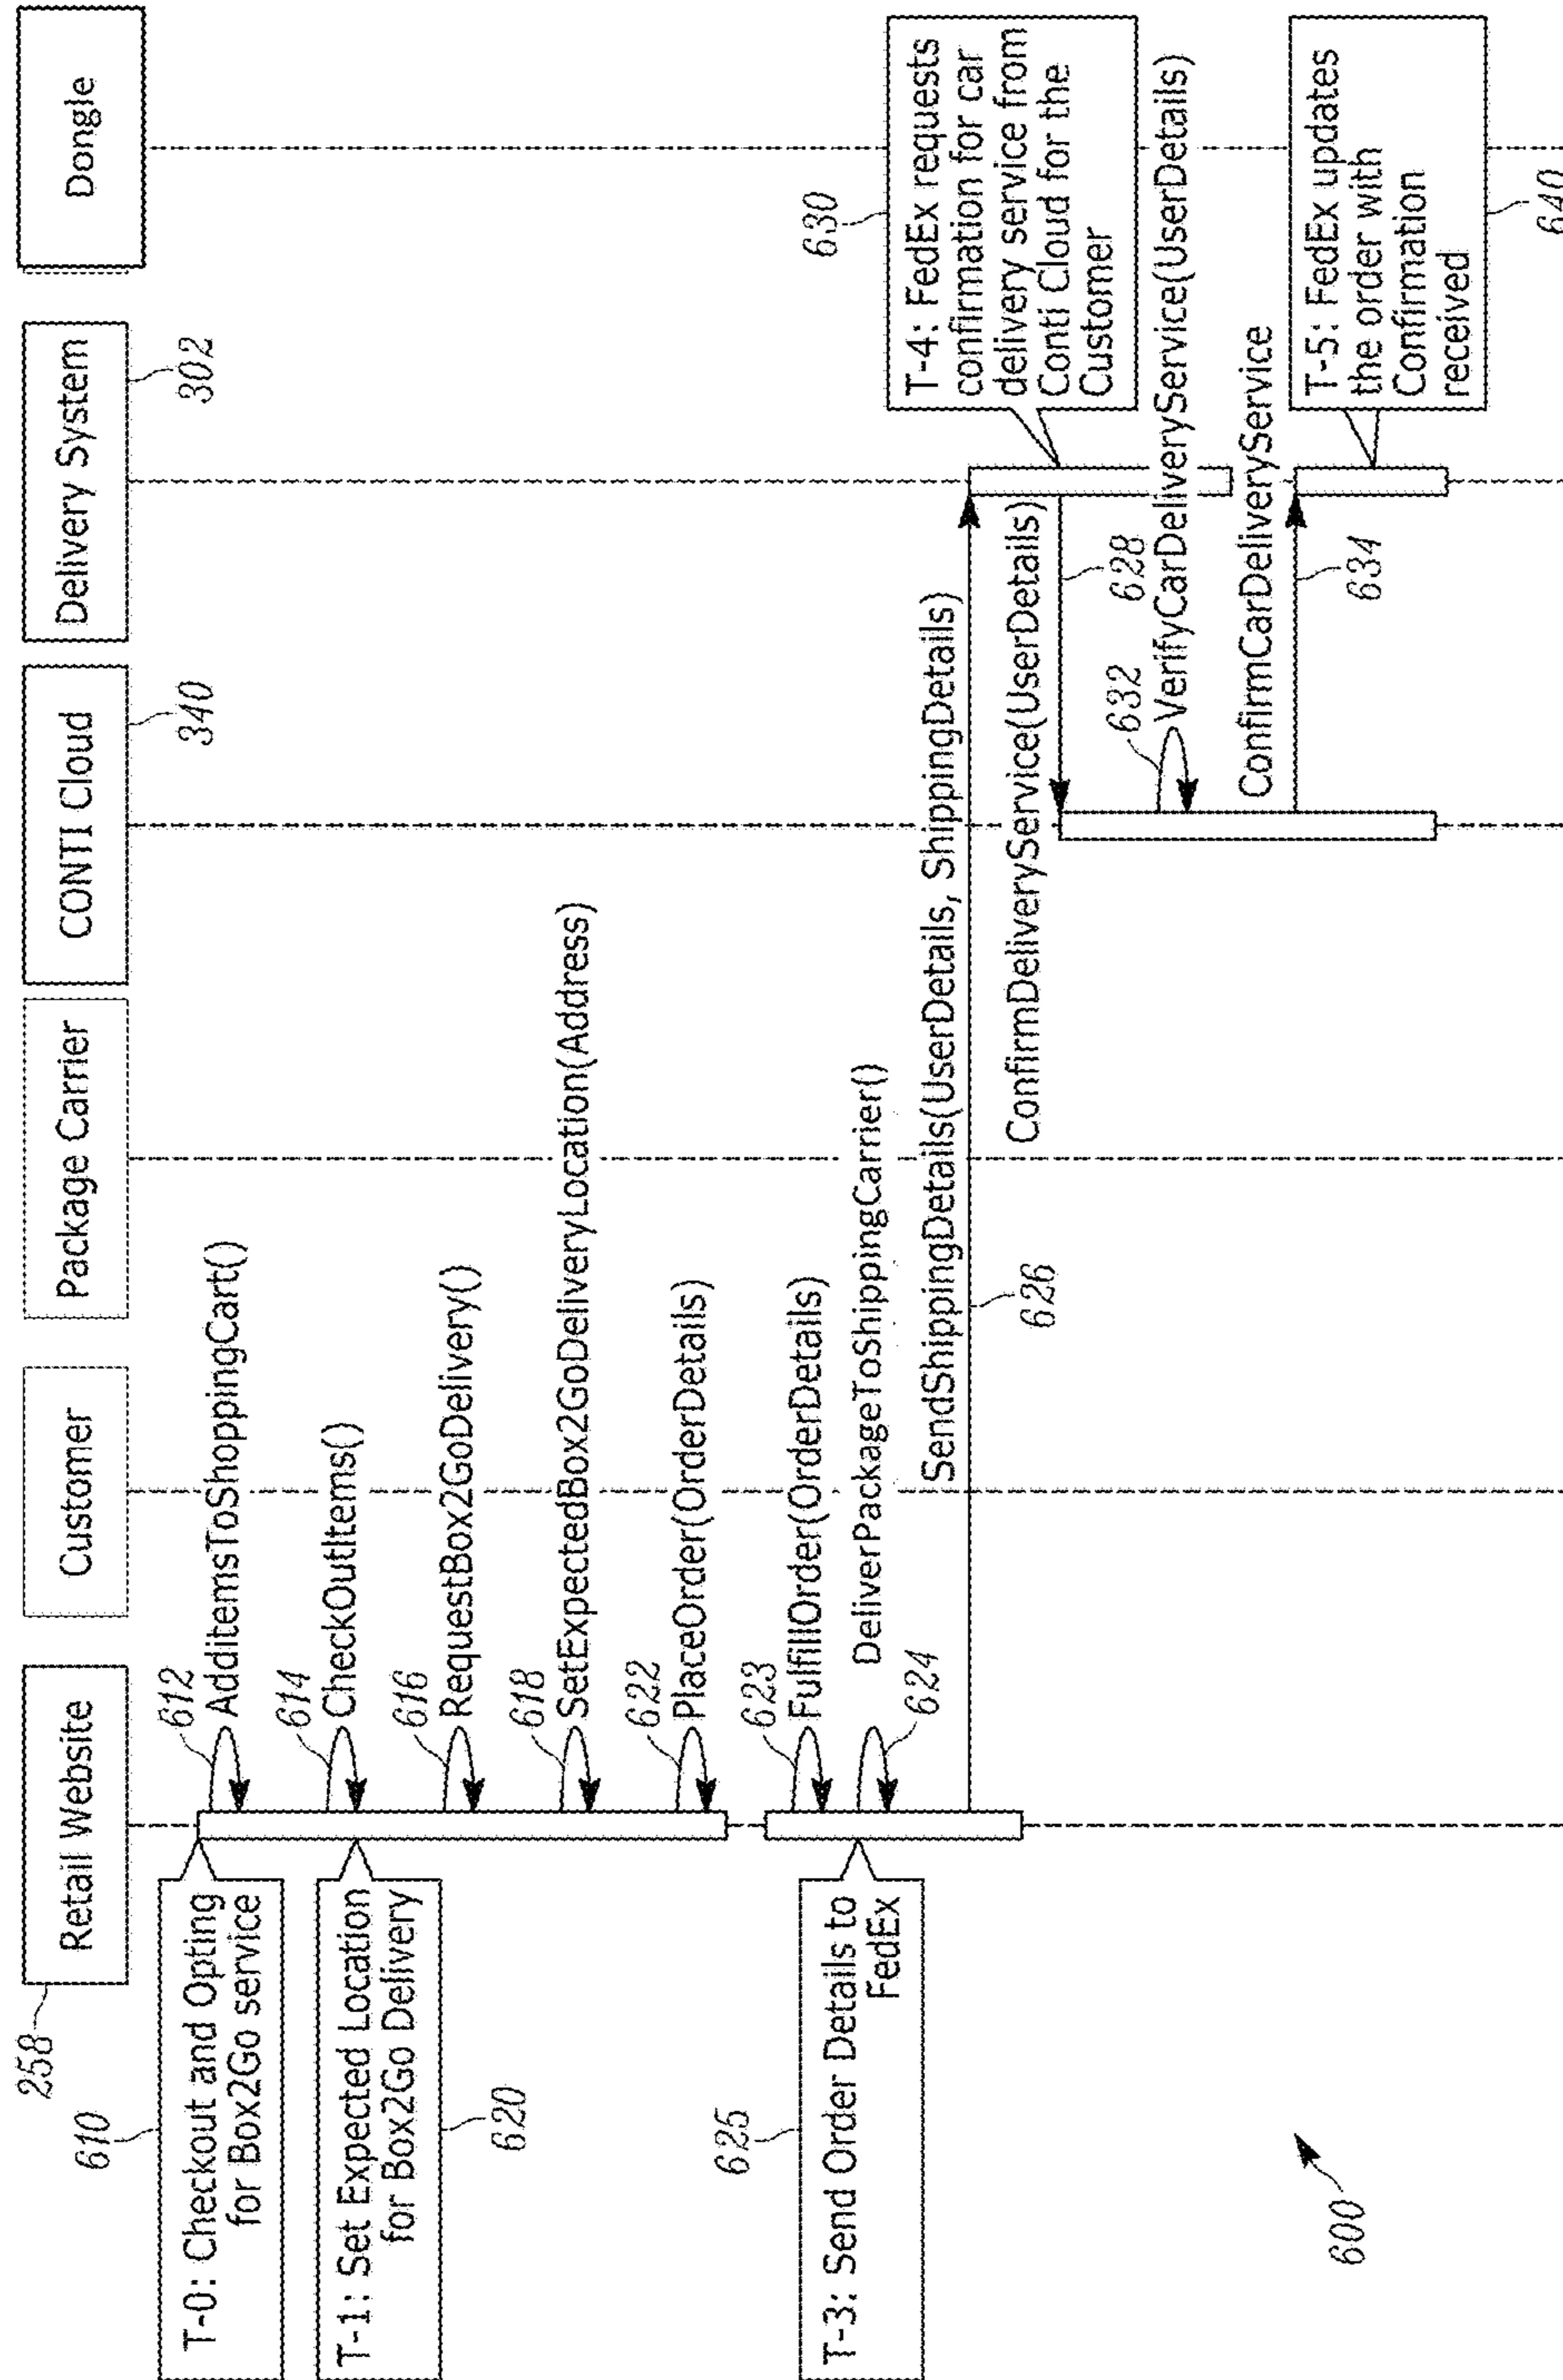 258
Retail Website
Customer
Package Carrier
CONTI Cloud
340
Delivery System
302
Dongle
610
T-0: Checkout and Opting
for Box2Go service
612
AdditemsToShoppingCart()
T-1: Set Expected Location
for Box2Go Delivery
620
614
CheckOutItems()
616
RequestBox2GoDelivery()
618
SetExpectedBox2GoDeliveryLocation(Address)
622
PlaceOrder(OrderDetails)
625
T-3: Send Order Details to
FedEx
623
FulfillOrder(OrderDetails)
DeliverPackageToShippingCarrier()
624
SendShippingDetails(UserDetails, ShippingDetails)
626
630
T-4: FedEx requests
confirmation for car
delivery service from
Conti Cloud for the
Customer
ConfirmDeliveryService(UserDetails)
628
632
VerifyCarDeliveryService(UserDetails)
ConfirmCarDeliveryService
634
T-5: FedEx updates
the order with
Confirmation
received
640
600